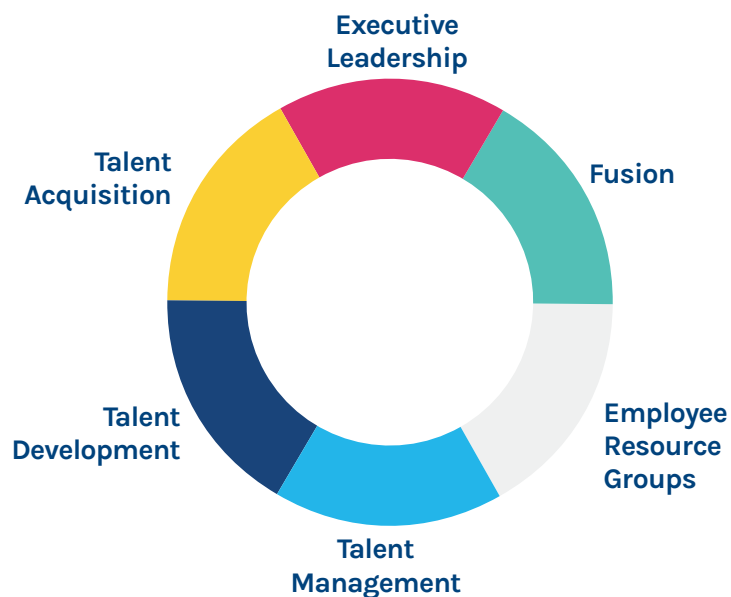 Executive
Leadership
Fusion
Employee
Resource
Groups
Talent
Management
Talent
Development
Talent
Acquisition